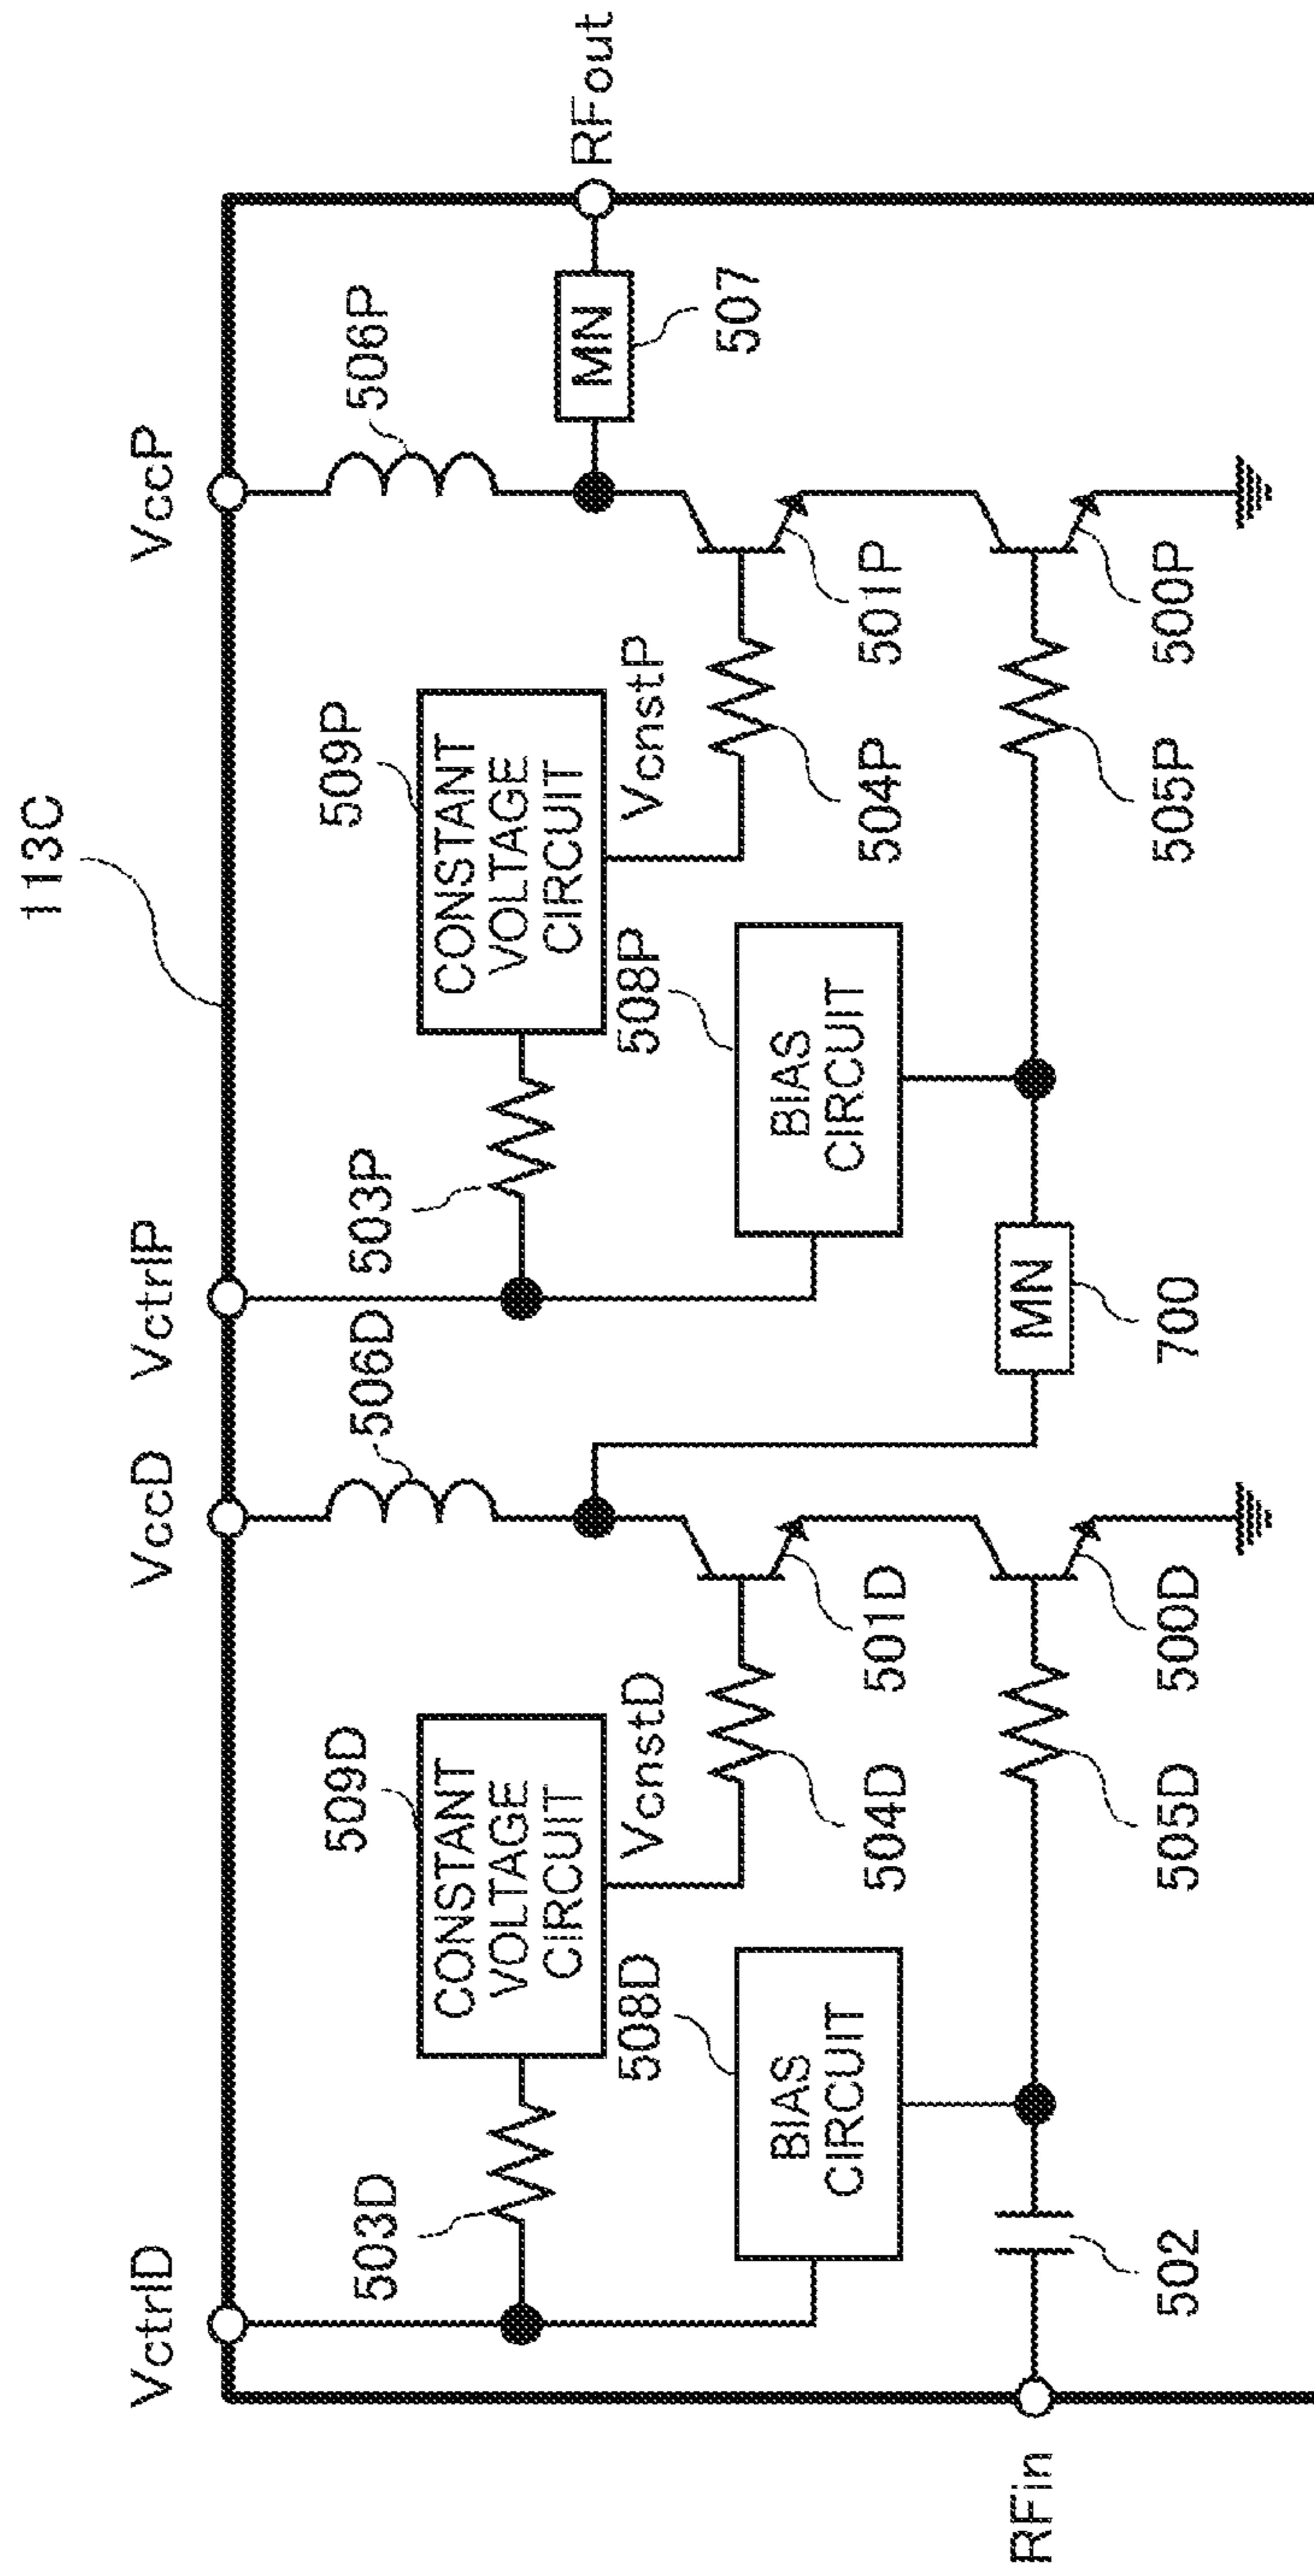 113C
VctrlD
VccD
VctrlP
VccP
506D
506P
509D
509P
503D
CONSTANT
VOLTAGE
CIRCUIT
503P
CONSTANT
VOLTAGE
CIRCUIT
RFout
MN
507
508D
VcnstD
508P
VcnstP
BIAS
CIRCUIT
504D
501D
BIAS
CIRCUIT
504P
501P
RFin
502
505D
500D
MN
700
505P
500P